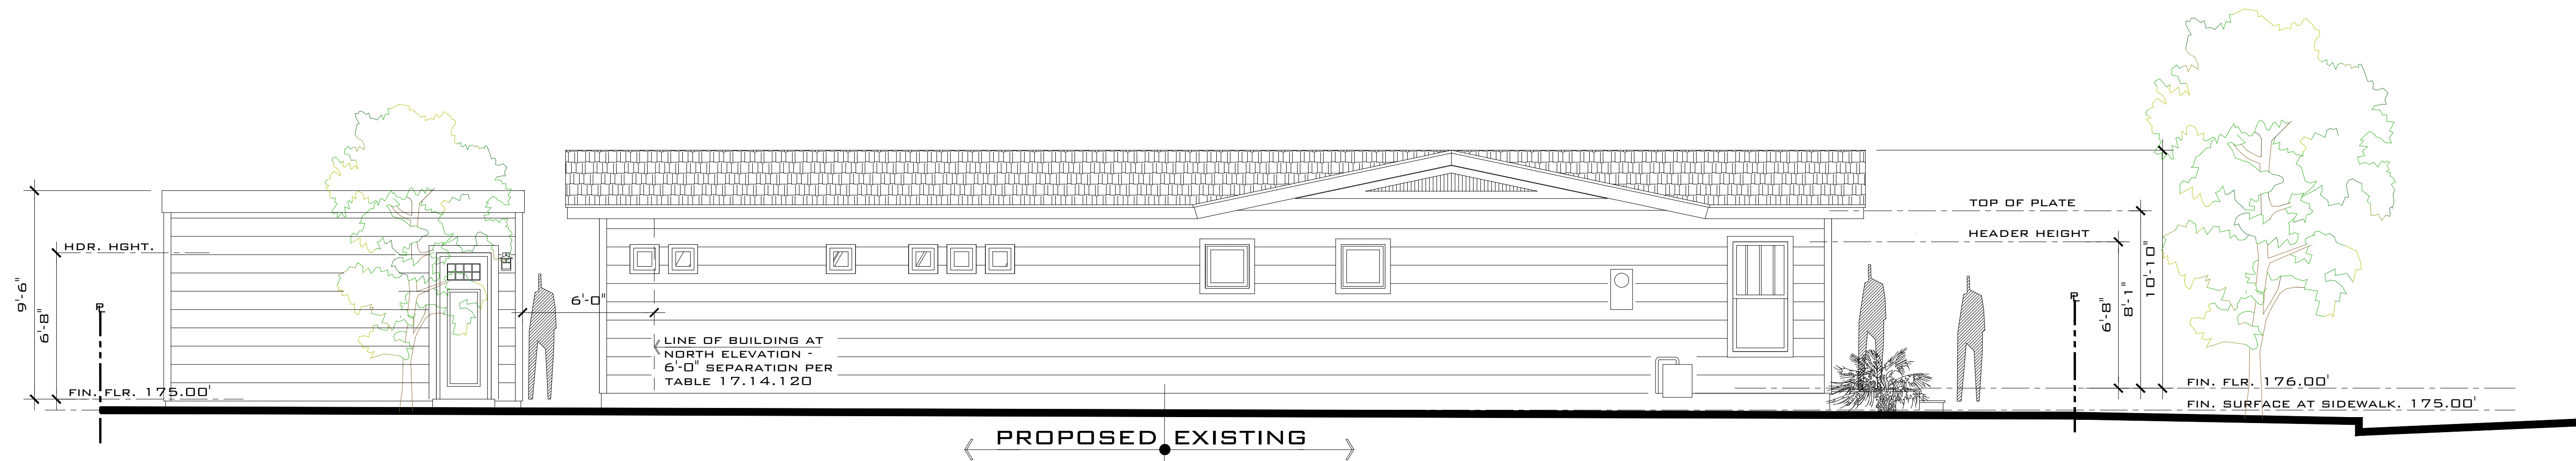 9'-6"
6'-8"
HDR. HGHT.
PL
FIN. FLR. 175.00'
6'-0"
LINE OF BUILDING AT
NORTH ELEVATION -
6'-0" SEPARATION PER
TABLE 17.14.120
PROPOSED EXISTING
TOP OF PLATE
HEADER HEIGHT
PL
6'-8"
8'-1"
10'-10"
FIN. FLR. 176.00'
FIN. SURFACE AT SIDEWALK. 175.00'